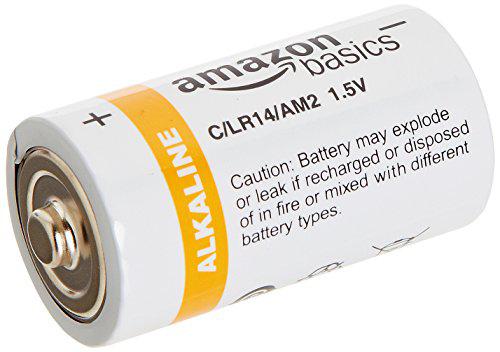 amazon
basics
C/LR14/AM2 1.5V
+
-
ALKALINE
Caution: Battery may explode
or leak if recharged or disposed
of in fire or mixed with different
battery types.